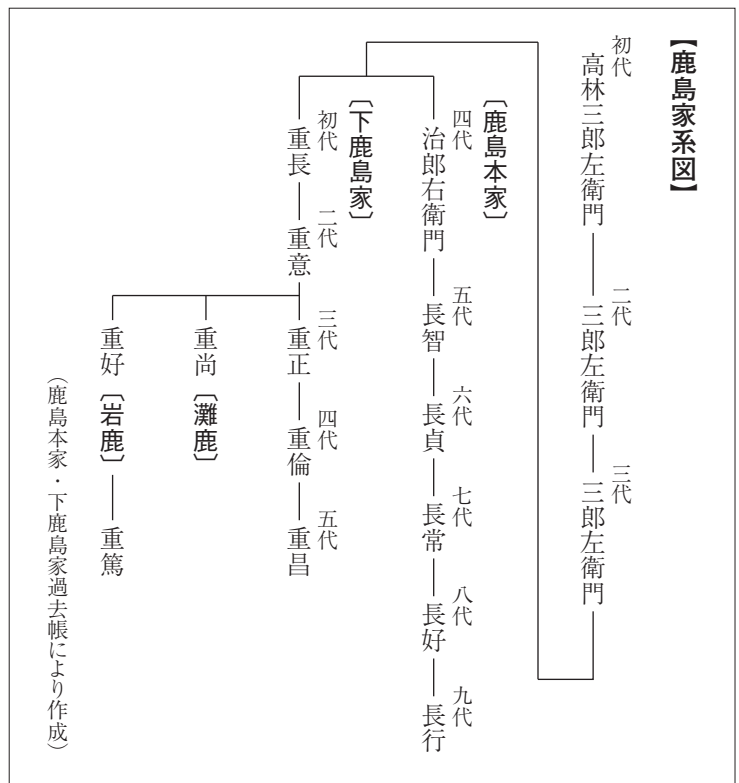 【鹿島家系図】
初代 二代 三代
高林三郎左衛門 三郎左衛門 三郎左衛門
〔鹿島本家〕
四代 五代 六代 七代 八代 九代
治郎右衛門 長智 長貞 長常 長好 長行
〔下鹿島家〕
初代 二代 三代 四代 五代
重長 重意 重正 重倫 重昌
重尚〔灘鹿〕
重好〔岩鹿〕 重篤
(鹿島本家・下鹿島家過去帳により作成)